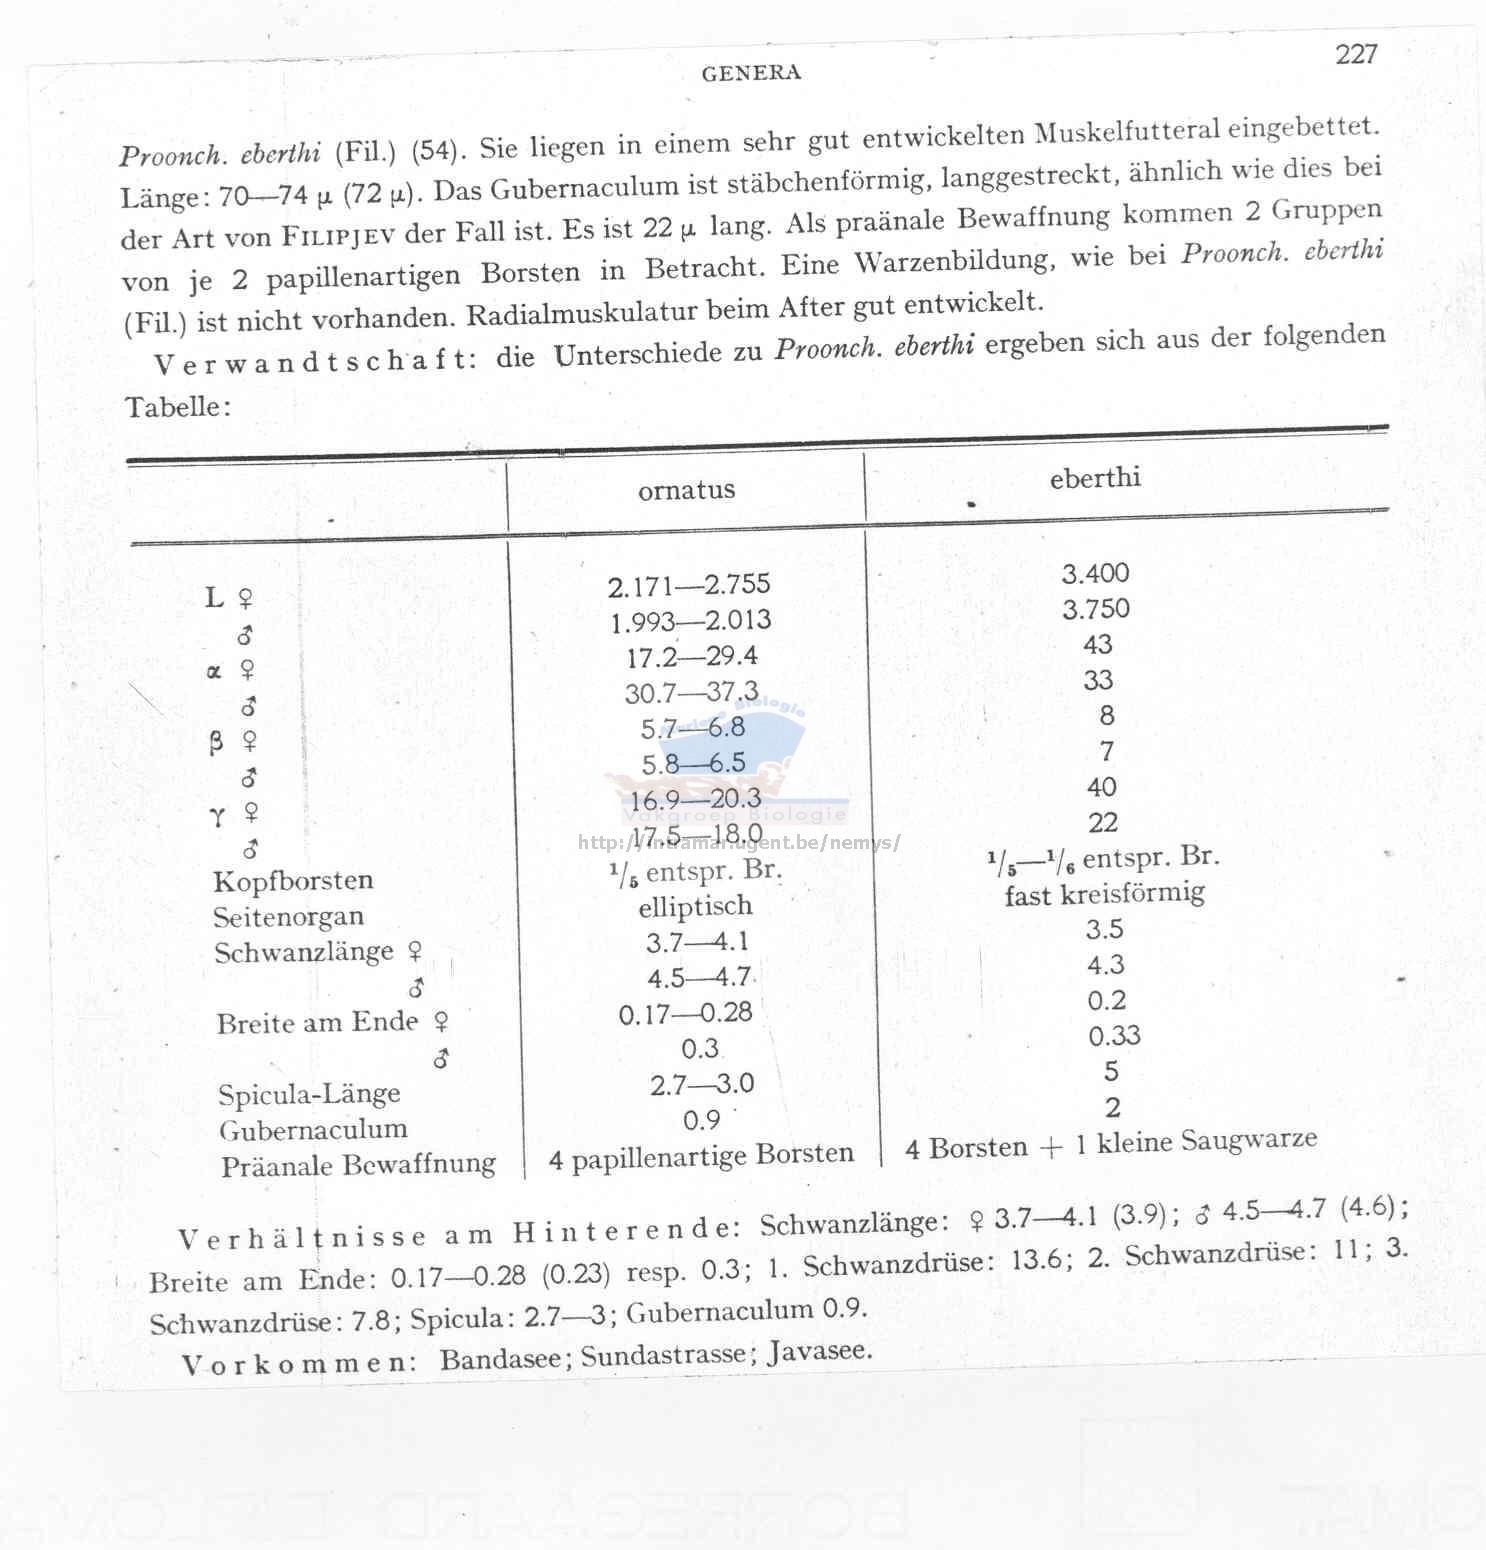 GENERA 227
Proonch. eberthi (Fil.) (54). Sie liegen in einem sehr gut entwickelten Muskelfutteral eingebettet.
Länge: 70—74 μ (72 μ). Das Gubernaculum ist stäbchenförmig, langgestreckt, ähnlich wie dies bei
der Art von FILIPJEV der Fall ist. Es ist 22 μ lang. Als praänale Bewaffnung kommen 2 Gruppen
von je 2 papillenartigen Borsten in Betracht. Eine Warzenbildung, wie bei Proonch. eberthi
(Fil.) ist nicht vorhanden. Radialmuskulatur beim After gut entwickelt.
Verwandtschaft: die Unterschiede zu Proonch. eberthi ergeben sich aus der folgenden
Tabelle:
ornatus eberthi
L ♀ 2.171—2.755 3.400
♂ 1.993—2.013 3.750
α ♀ 17.2—29.4 43
♂ 30.7—37.3 33
β ♀ 5.7—6.8 8
♂ 5.8—6.5 7
γ ♀ 16.9—20.3 40
♂ 17.5—18.0 22
Kopfborsten 1/5 entspr. Br. 1/5—1/6 entspr. Br.
Seitenorgan elliptisch fast kreisförmig
Schwanzlänge ♀ 3.7—4.1 3.5
♂ 4.5—4.7 4.3
Breite am Ende ♀ 0.17—0.28 0.2
♂ 0.3 0.33
Spicula-Länge 2.7—3.0 5
Gubernaculum 0.9 2
Präanale Bewaffnung 4 papillenartige Borsten 4 Borsten + 1 kleine Saugwarze
Marine Biologie
Vakgroep Biologie
http://intramar.ugent.be/nemys/
Verhältnisse am Hinterende: Schwanzlänge: ♀ 3.7—4.1 (3.9); ♂ 4.5—4.7 (4.6);
Breite am Ende: 0.17—0.28 (0.23) resp. 0.3; 1. Schwanzdrüse: 13.6; 2. Schwanzdrüse: 11; 3.
Schwanzdrüse: 7.8; Spicula: 2.7—3; Gubernaculum 0.9.
Vorkommen: Bandasee; Sundastrasse; Javasee.